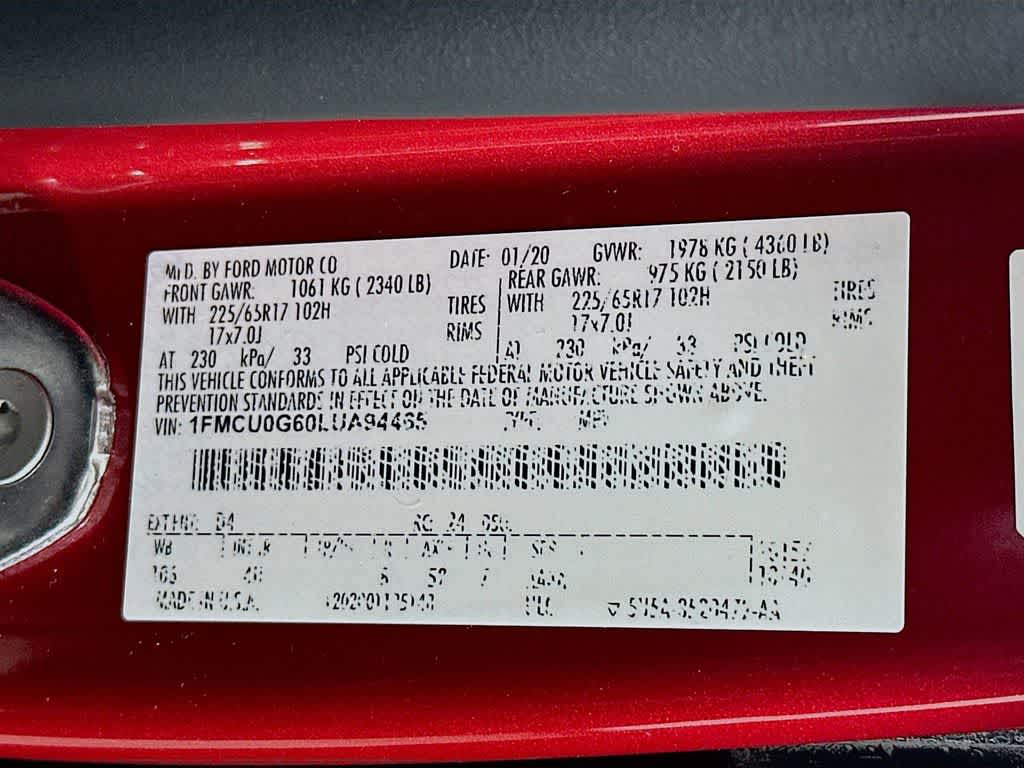 MFD. BY FORD MOTOR CO
DATE: 01/20 GVWR: 1978 KG ( 4360 LB)
FRONT GAWR: 1061 KG ( 2340 LB)
WITH 225/65R17 102H TIRES
17x7.0J RIMS
AT 230 kPa/ 33 PSI COLD
REAR GAWR: 975 KG ( 2150 LB)
WITH 225/65R17 102H TIRES
17x7.0J RIMS
AT 230 kPa/ 33 PSI COLD
THIS VEHICLE CONFORMS TO ALL APPLICABLE FEDERAL MOTOR VEHICLE SAFETY AND THEFT
PREVENTION STANDARDS IN EFFECT ON THE DATE OF MANUFACTURE SHOWN ABOVE.
VIN: 1FMCU0G60LUA94465
TYPE: MPV
EXT PNT: D4
WB
MADE IN U.S.A.